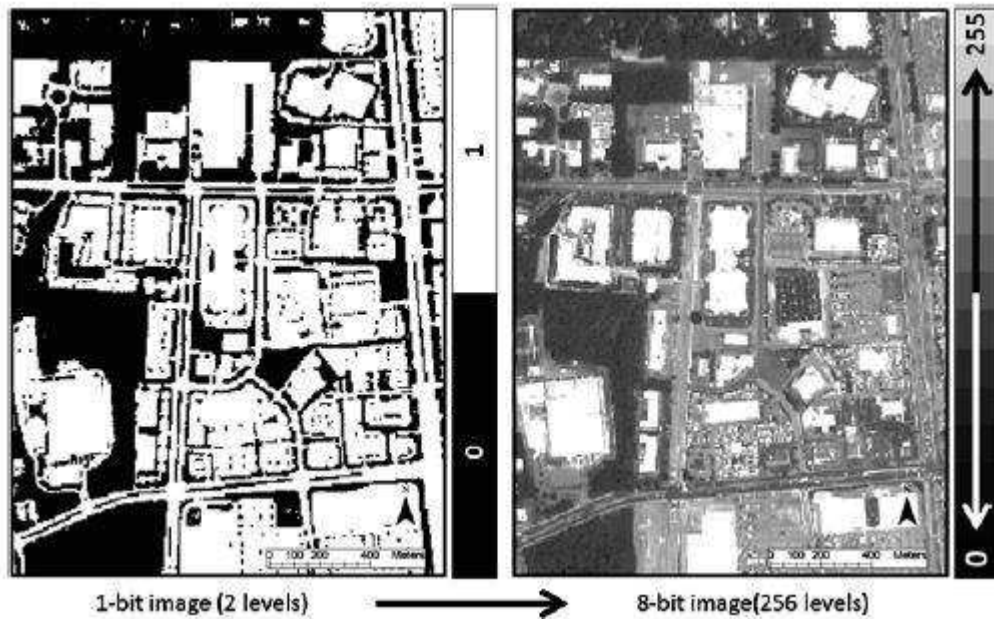 1
0
N
0 100 200 400
Meters
255
0
N
0 100 200 400
Meters
1-bit image (2 levels)
8-bit image(256 levels)